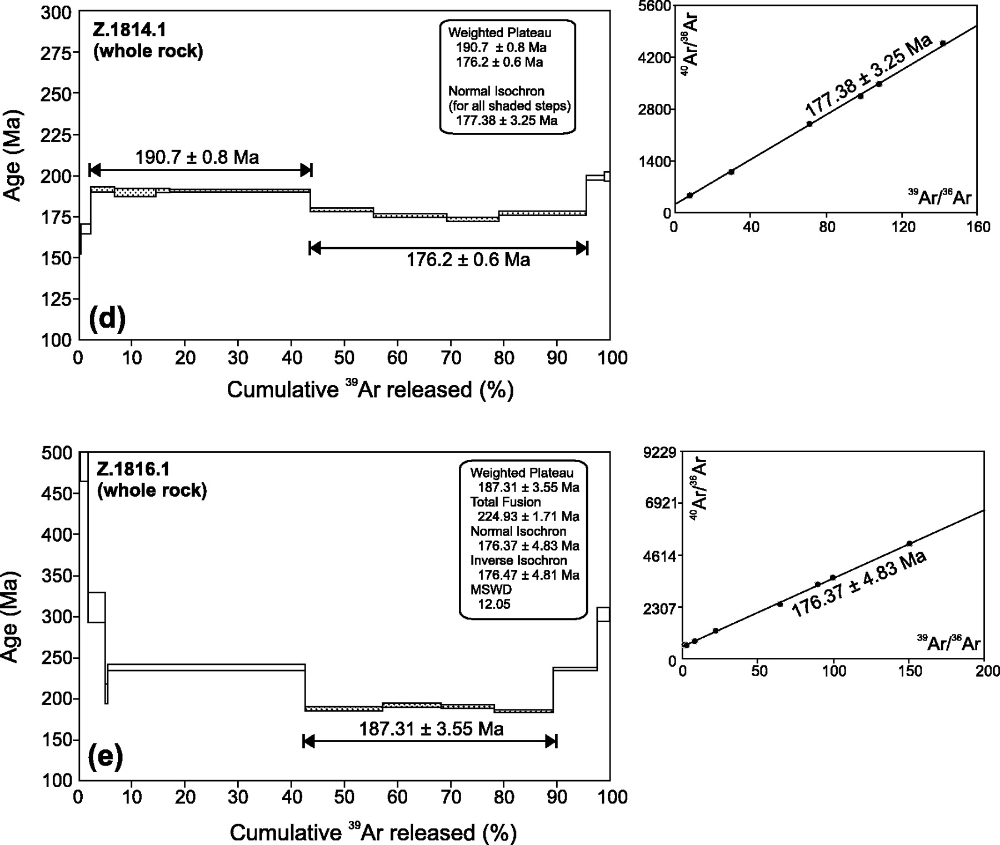 300
275
250
225
200
175
150
125
100
Age (Ma)
Z.1814.1
(whole rock)
Weighted Plateau
190.7 ± 0.8 Ma
176.2 ± 0.6 Ma
Normal Isochron
(for all shaded steps)
177.38 ± 3.25 Ma
190.7 ± 0.8 Ma
176.2 ± 0.6 Ma
(d)
0 10 20 30 40 50 60 70 80 90 100
Cumulative ³⁹Ar released (%)
5600
4200
2800
1400
0
⁴⁰Ar/³⁶Ar
177.38 ± 3.25 Ma
³⁹Ar/³⁶Ar
0 40 80 120 160
500
450
400
350
300
250
200
150
100
Age (Ma)
Z.1816.1
(whole rock)
Weighted Plateau
187.31 ± 3.55 Ma
Total Fusion
224.93 ± 1.71 Ma
Normal Isochron
176.37 ± 4.83 Ma
Inverse Isochron
176.47 ± 4.81 Ma
MSWD
12.05
187.31 ± 3.55 Ma
(e)
0 10 20 30 40 50 60 70 80 90 100
Cumulative ³⁹Ar released (%)
9229
6921
4614
2307
0
⁴⁰Ar/³⁶Ar
176.37 ± 4.83 Ma
³⁹Ar/³⁶Ar
0 50 100 150 200